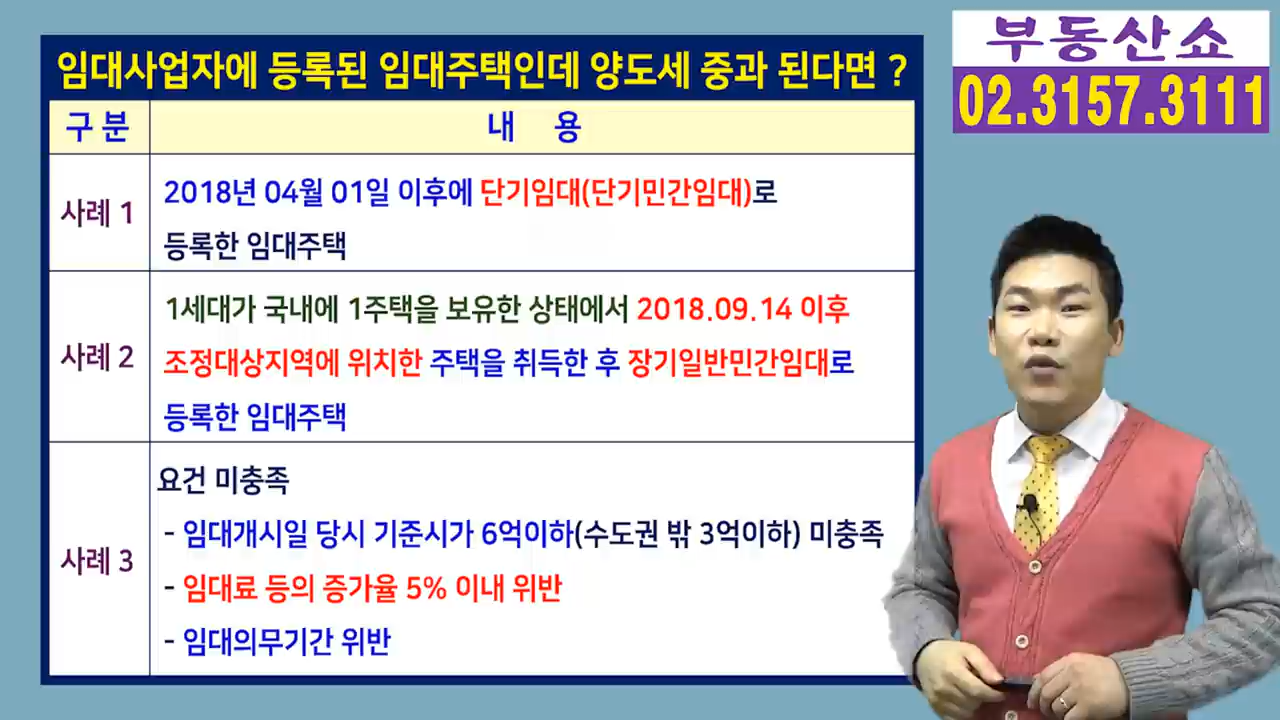 임대사업자에 등록된 임대주택인데 양도세 중과 된다면 ?
부동산쇼
02.3157.3111
구 분
내 용
사례 1
2018년 04월 01일 이후에 단기임대(단기민간임대)로
등록한 임대주택
사례 2
1세대가 국내에 1주택을 보유한 상태에서 2018.09.14 이후
조정대상지역에 위치한 주택을 취득한 후 장기일반민간임대로
등록한 임대주택
사례 3
요건 미충족
- 임대개시일 당시 기준시가 6억이하(수도권 밖 3억이하) 미충족
- 임대료 등의 증가율 5% 이내 위반
- 임대의무기간 위반